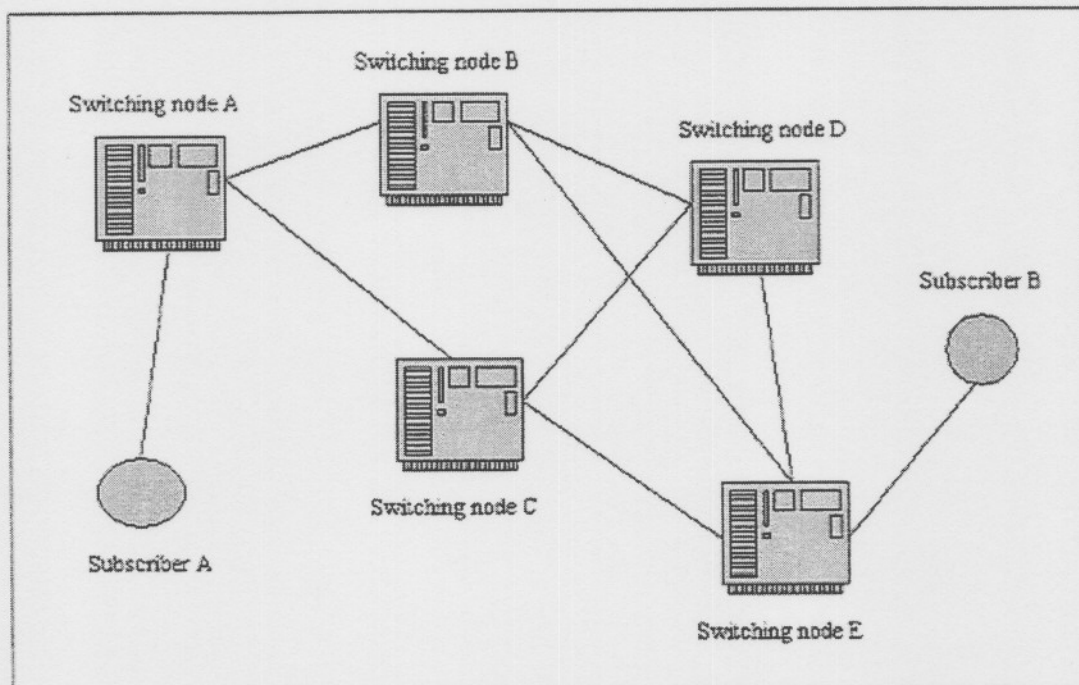 Switching node B
Switching node A
Switching node D
Subscriber B
Switching node C
Subscriber A
Switching node E